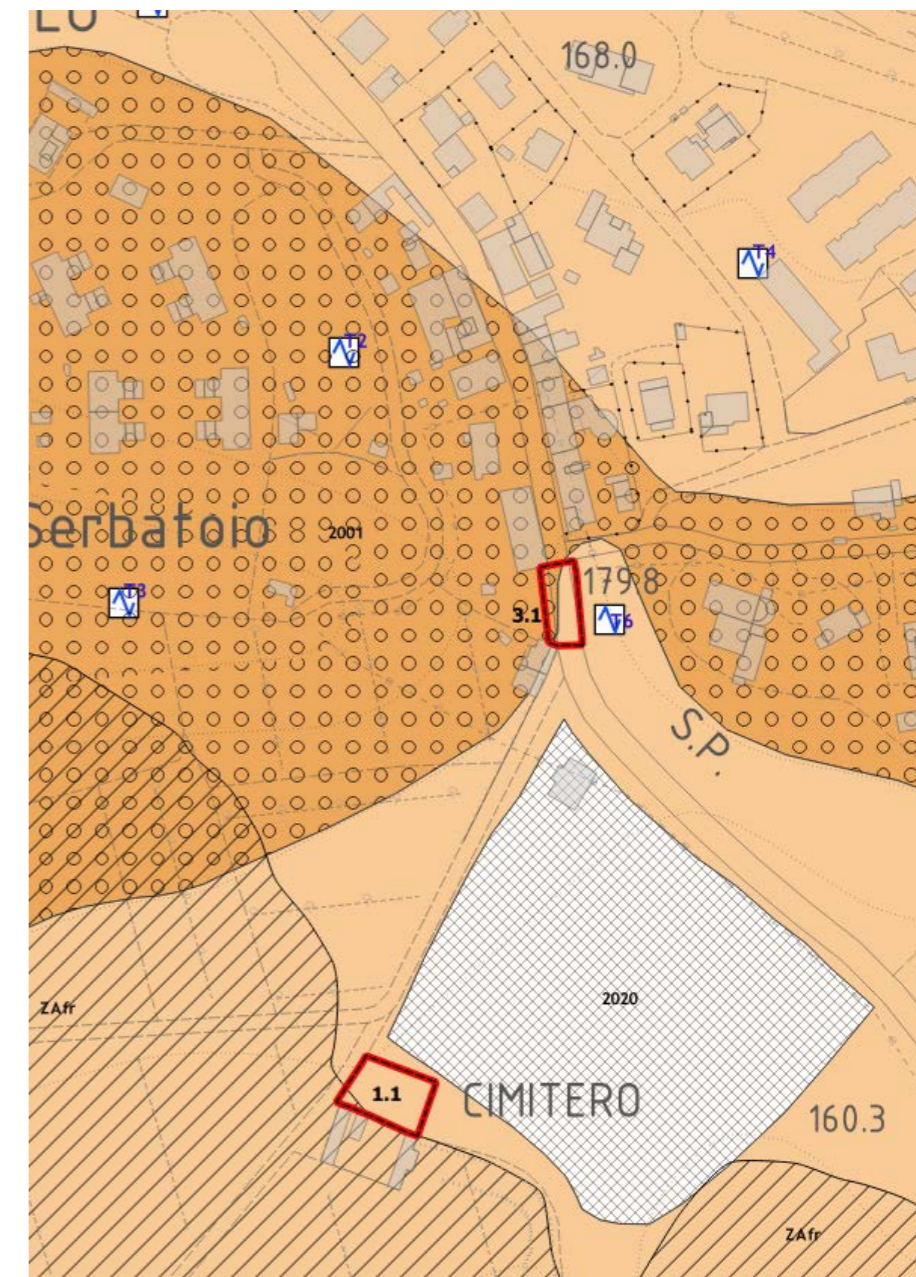 168.0
T4
T2
Serbatoio
2001
T3
179.8
3.1
T6
S.P.
2020
ZAfr
1.1
CIMITERO
160.3
ZAfr